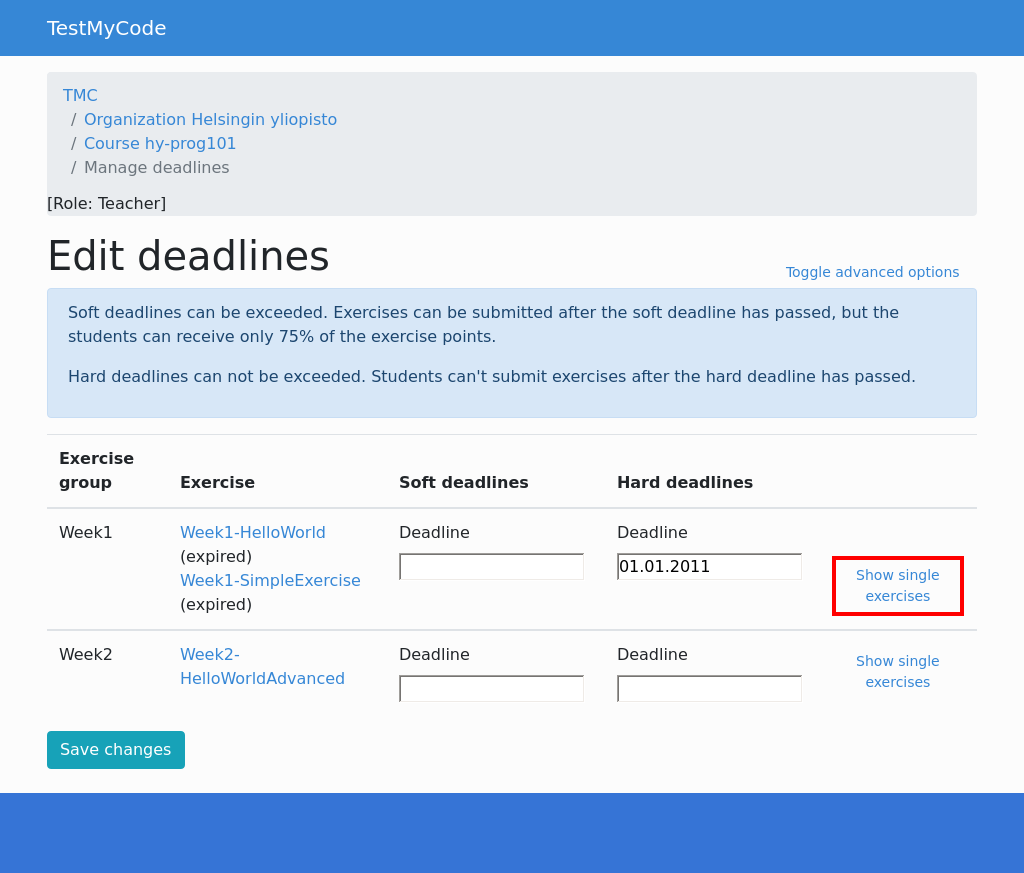 TestMyCode
TMC
/ Organization Helsingin yliopisto
/ Course hy-prog101
/ Manage deadlines
[Role: Teacher]
Edit deadlines
Toggle advanced options
Soft deadlines can be exceeded. Exercises can be submitted after the soft deadline has passed, but the
students can receive only 75% of the exercise points.
Hard deadlines can not be exceeded. Students can't submit exercises after the hard deadline has passed.
Exercise
group
Exercise
Soft deadlines
Hard deadlines
Week1
Week1-HelloWorld
(expired)
Week1-SimpleExercise
(expired)
Deadline
Deadline
01.01.2011
Show single
exercises
Week2
Week2-
HelloWorldAdvanced
Deadline
Deadline
Show single
exercises
Save changes